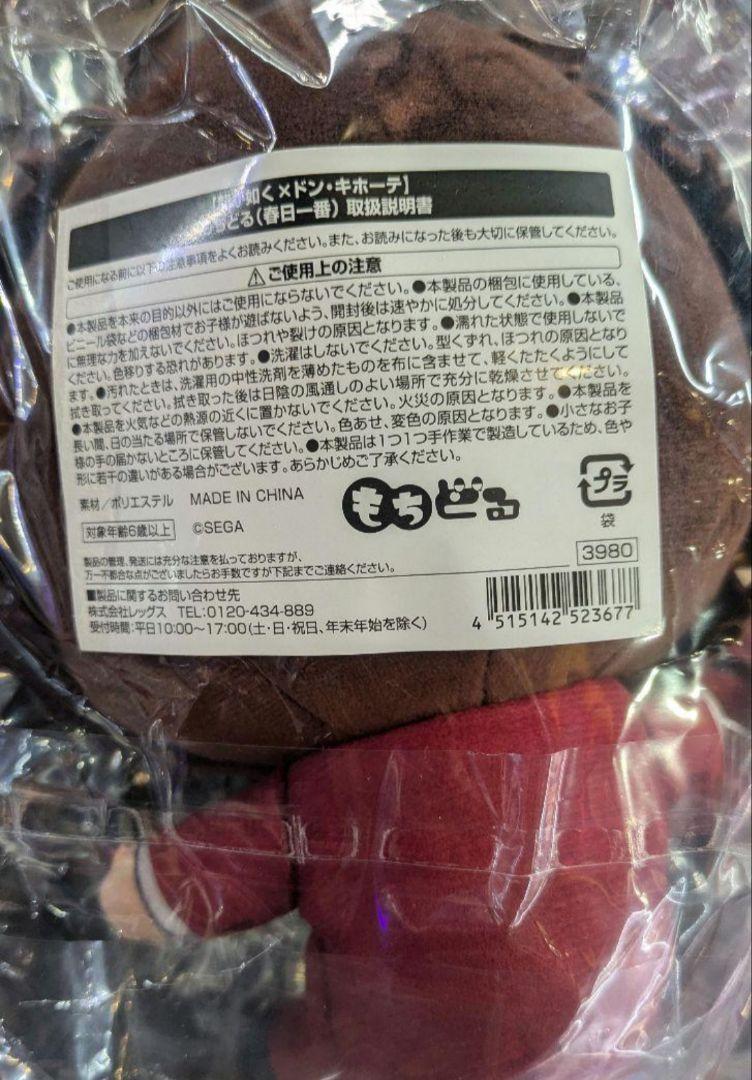 如く×ドン・キホーテ】
どる(春日一番) 取扱説明書
ご使用になる前に以下の注意事項をよくお読みください。また、お読みになった後も大切に保管してください。
⚠ご使用上の注意
●本製品を本来の目的以外にはご使用にならないでください。●本製品の梱包に使用している、
ビニール袋などの梱包材でお子様が遊ばないよう、開封後は速やかに処分してください。●本製品
に無理な力を加えないでください。ほつれや裂けの原因となります。●濡れた状態で使用しないで
ください。色移りする恐れがあります。●洗濯はしないでください。型くずれ、ほつれの原因となり
ます。●汚れたときは、洗濯用の中性洗剤を薄めたものを布に含ませて、軽くたたくようにして
拭き取ってください。拭き取った後は日陰の風通しのよい場所で充分に乾燥させてください。
●本製品を火気などの熱源の近くに置かないでください。火災の原因となります。●本製品を
長い間、日の当たる場所で保管しないでください。色あせ、変色の原因となります。●小さなお子
様の手の届かないところに保管してください。●本製品は1つ1つ手作業で製造しているため、色や
形に若干の違いがある場合がございます。あらかじめご了承ください。
素材/ポリエステル MADE IN CHINA
もちどる
プラ
袋
対象年齢6歳以上 ©SEGA
3980
製品の管理、発送には充分な注意を払っておりますが、
万一不都合な点がございましたらお手数ですが下記までご連絡ください。
■製品に関するお問い合わせ先
株式会社レッグス TEL:0120-434-889
受付時間:平日10:00~17:00(土・日・祝日、年末年始を除く)
4 515142 523677